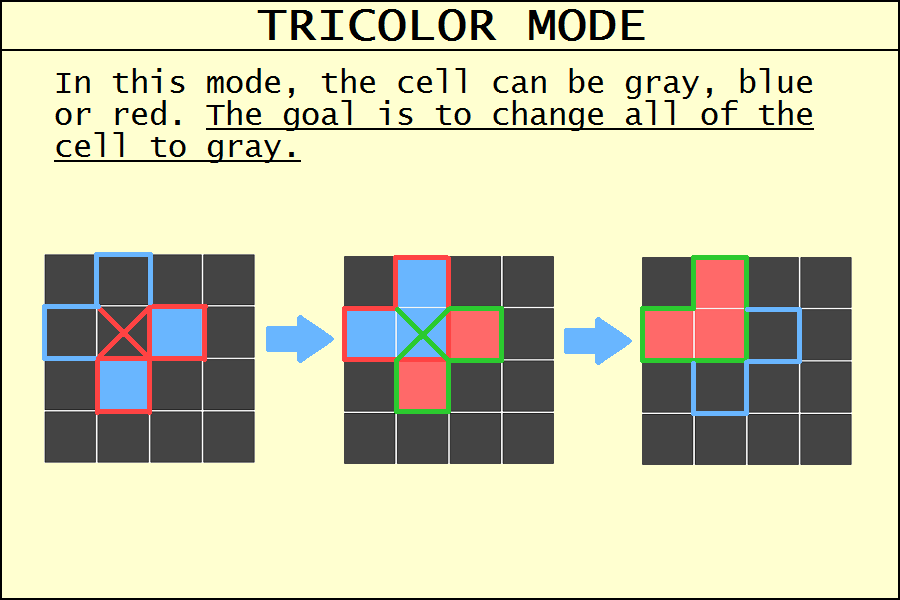 TRICOLOR MODE
In this mode, the cell can be gray, blue
or red. The goal is to change all of the
cell to gray.